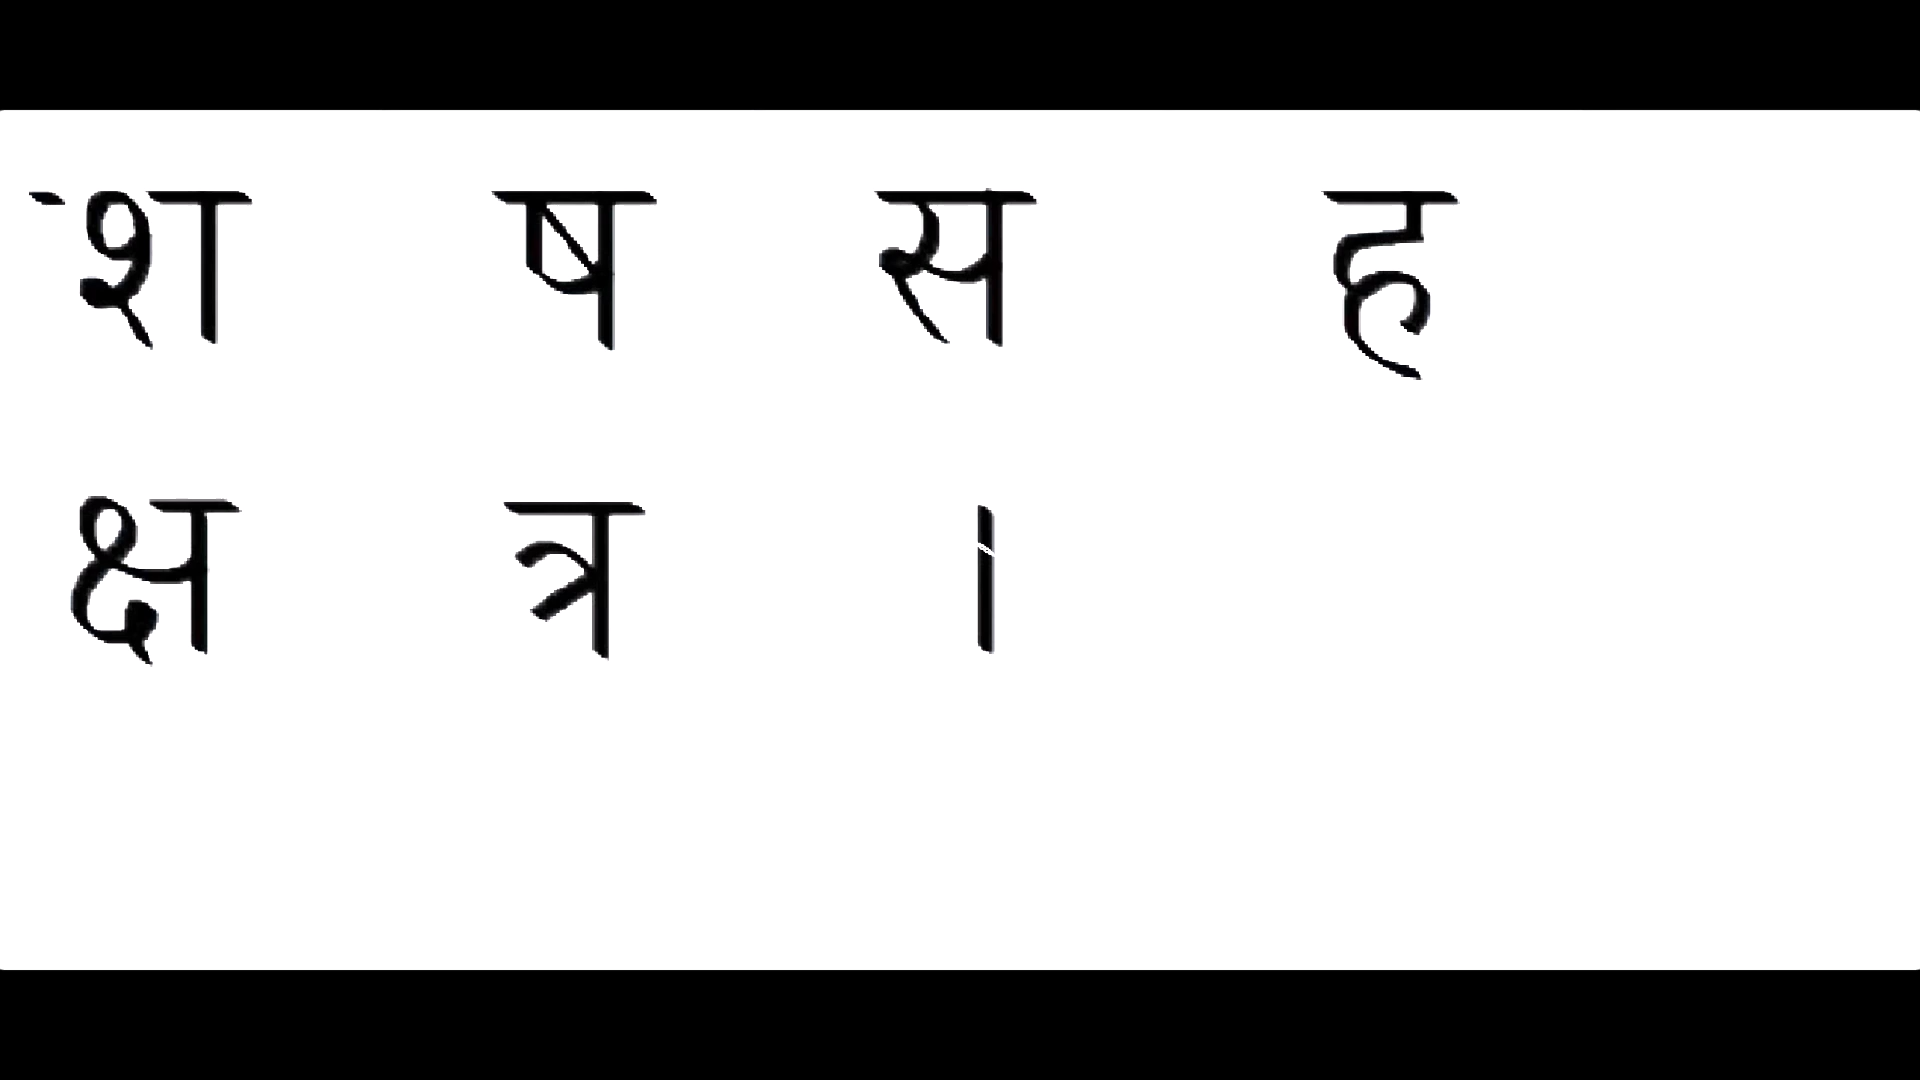 श ष स ह
क्ष त्र ।